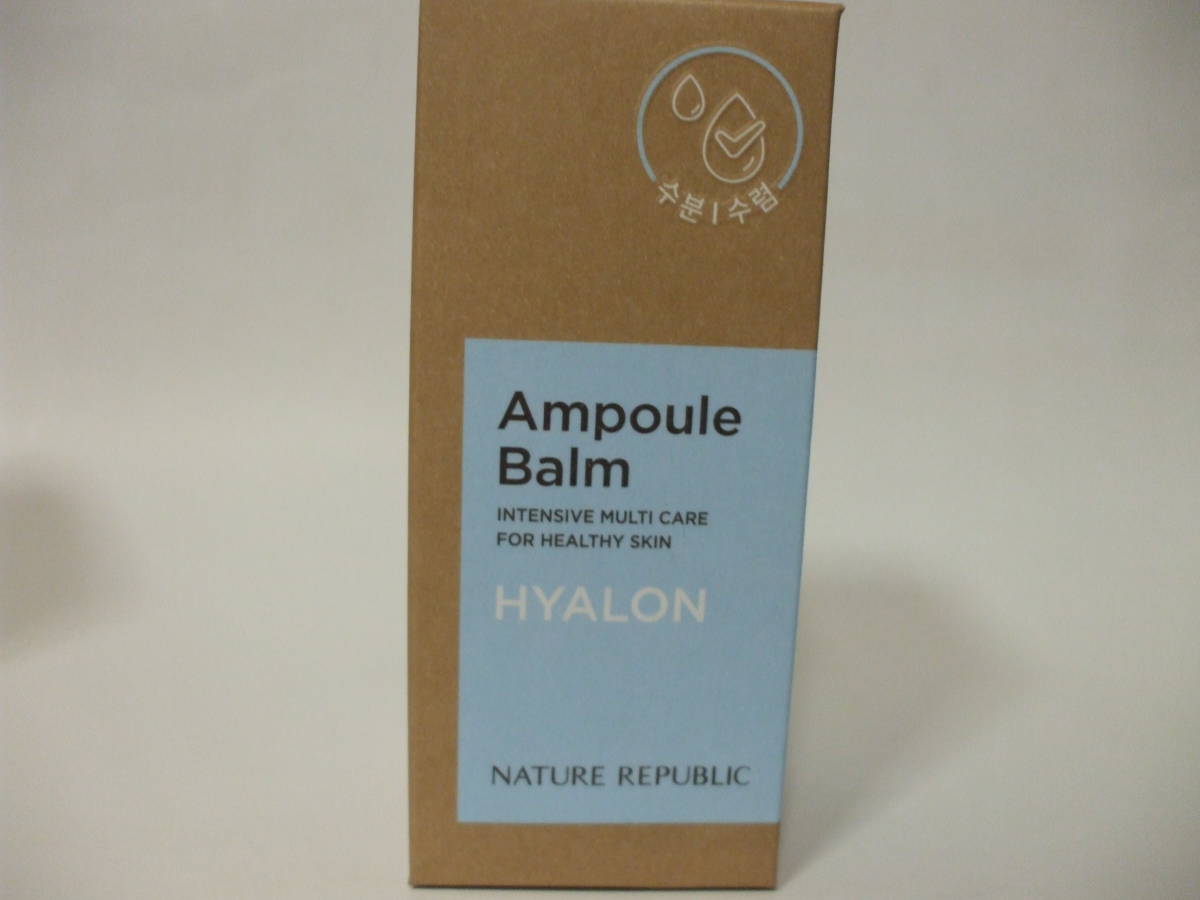 수분 | 수렴
Ampoule
Balm
INTENSIVE MULTI CARE
FOR HEALTHY SKIN
HYALON
NATURE REPUBLIC